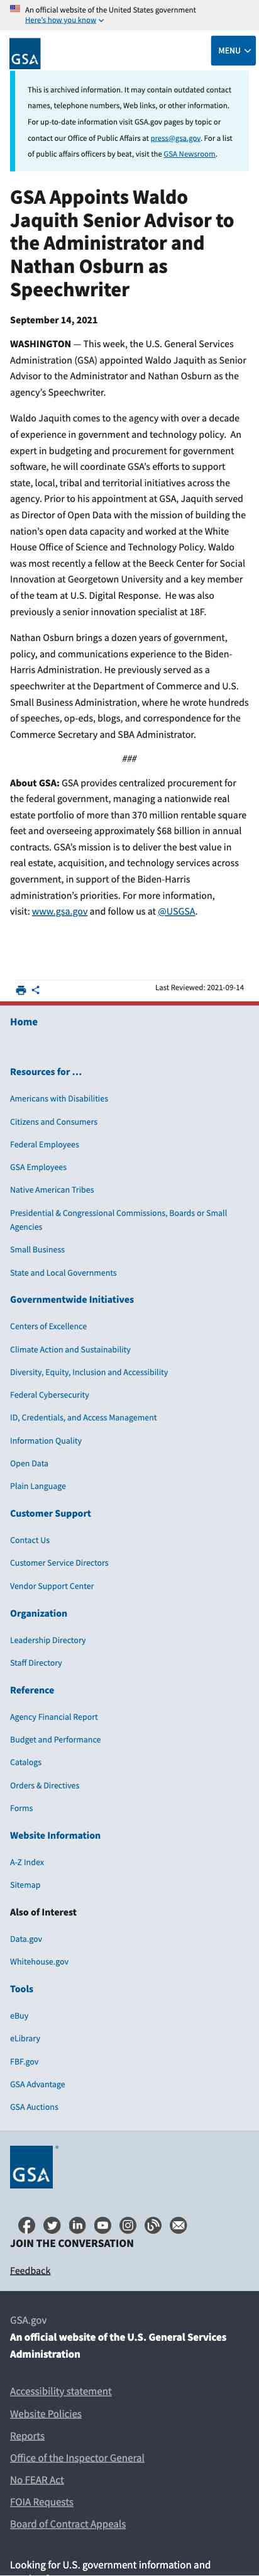 An official website of the United States government
Here's how you know
GSA
MENU
This is archived information. It may contain outdated contact
names, telephone numbers, Web links, or other information.
For up-to-date information visit GSA.gov pages by topic or
contact our Office of Public Affairs at press@gsa.gov. For a list
of public affairs officers by beat, visit the GSA Newsroom.
GSA Appoints Waldo
Jaquith Senior Advisor to
the Administrator and
Nathan Osburn as
Speechwriter
September 14, 2021
WASHINGTON — This week, the U.S. General Services
Administration (GSA) appointed Waldo Jaquith as Senior
Advisor to the Administrator and Nathan Osburn as the
agency’s Speechwriter.
Waldo Jaquith comes to the agency with over a decade
of experience in government and technology policy. An
expert in budgeting and procurement for government
software, he will coordinate GSA’s efforts to support
state, local, tribal and territorial initiatives across the
agency. Prior to his appointment at GSA, Jaquith served
as Director of Open Data with the mission of building the
nation’s open data capacity and worked at the White
House Office of Science and Technology Policy. Waldo
was most recently a fellow at the Beeck Center for Social
Innovation at Georgetown University and a key member
of the team at U.S. Digital Response. He was also
previously a senior innovation specialist at 18F.
Nathan Osburn brings a dozen years of government,
policy, and communications experience to the Biden-
Harris Administration. He previously served as a
speechwriter at the Department of Commerce and U.S.
Small Business Administration, where he wrote hundreds
of speeches, op-eds, blogs, and correspondence for the
Commerce Secretary and SBA Administrator.
###
About GSA: GSA provides centralized procurement for
the federal government, managing a nationwide real
estate portfolio of more than 370 million rentable square
feet and overseeing approximately $68 billion in annual
contracts. GSA’s mission is to deliver the best value in
real estate, acquisition, and technology services across
government, in support of the Biden-Harris
administration’s priorities. For more information,
visit: www.gsa.gov and follow us at @USGSA.
Last Reviewed: 2021-09-14
Home
Resources for …
Americans with Disabilities
Citizens and Consumers
Federal Employees
GSA Employees
Native American Tribes
Presidential & Congressional Commissions, Boards or Small
Agencies
Small Business
State and Local Governments
Governmentwide Initiatives
Centers of Excellence
Climate Action and Sustainability
Diversity, Equity, Inclusion and Accessibility
Federal Cybersecurity
ID, Credentials, and Access Management
Information Quality
Open Data
Plain Language
Customer Support
Contact Us
Customer Service Directors
Vendor Support Center
Organization
Leadership Directory
Staff Directory
Reference
Agency Financial Report
Budget and Performance
Catalogs
Orders & Directives
Forms
Website Information
A-Z Index
Sitemap
Also of Interest
Data.gov
Whitehouse.gov
Tools
eBuy
eLibrary
FBF.gov
GSA Advantage
GSA Auctions
GSA
JOIN THE CONVERSATION
Feedback
GSA.gov
An official website of the U.S. General Services
Administration
Accessibility statement
Website Policies
Reports
Office of the Inspector General
No FEAR Act
FOIA Requests
Board of Contract Appeals
Looking for U.S. government information and